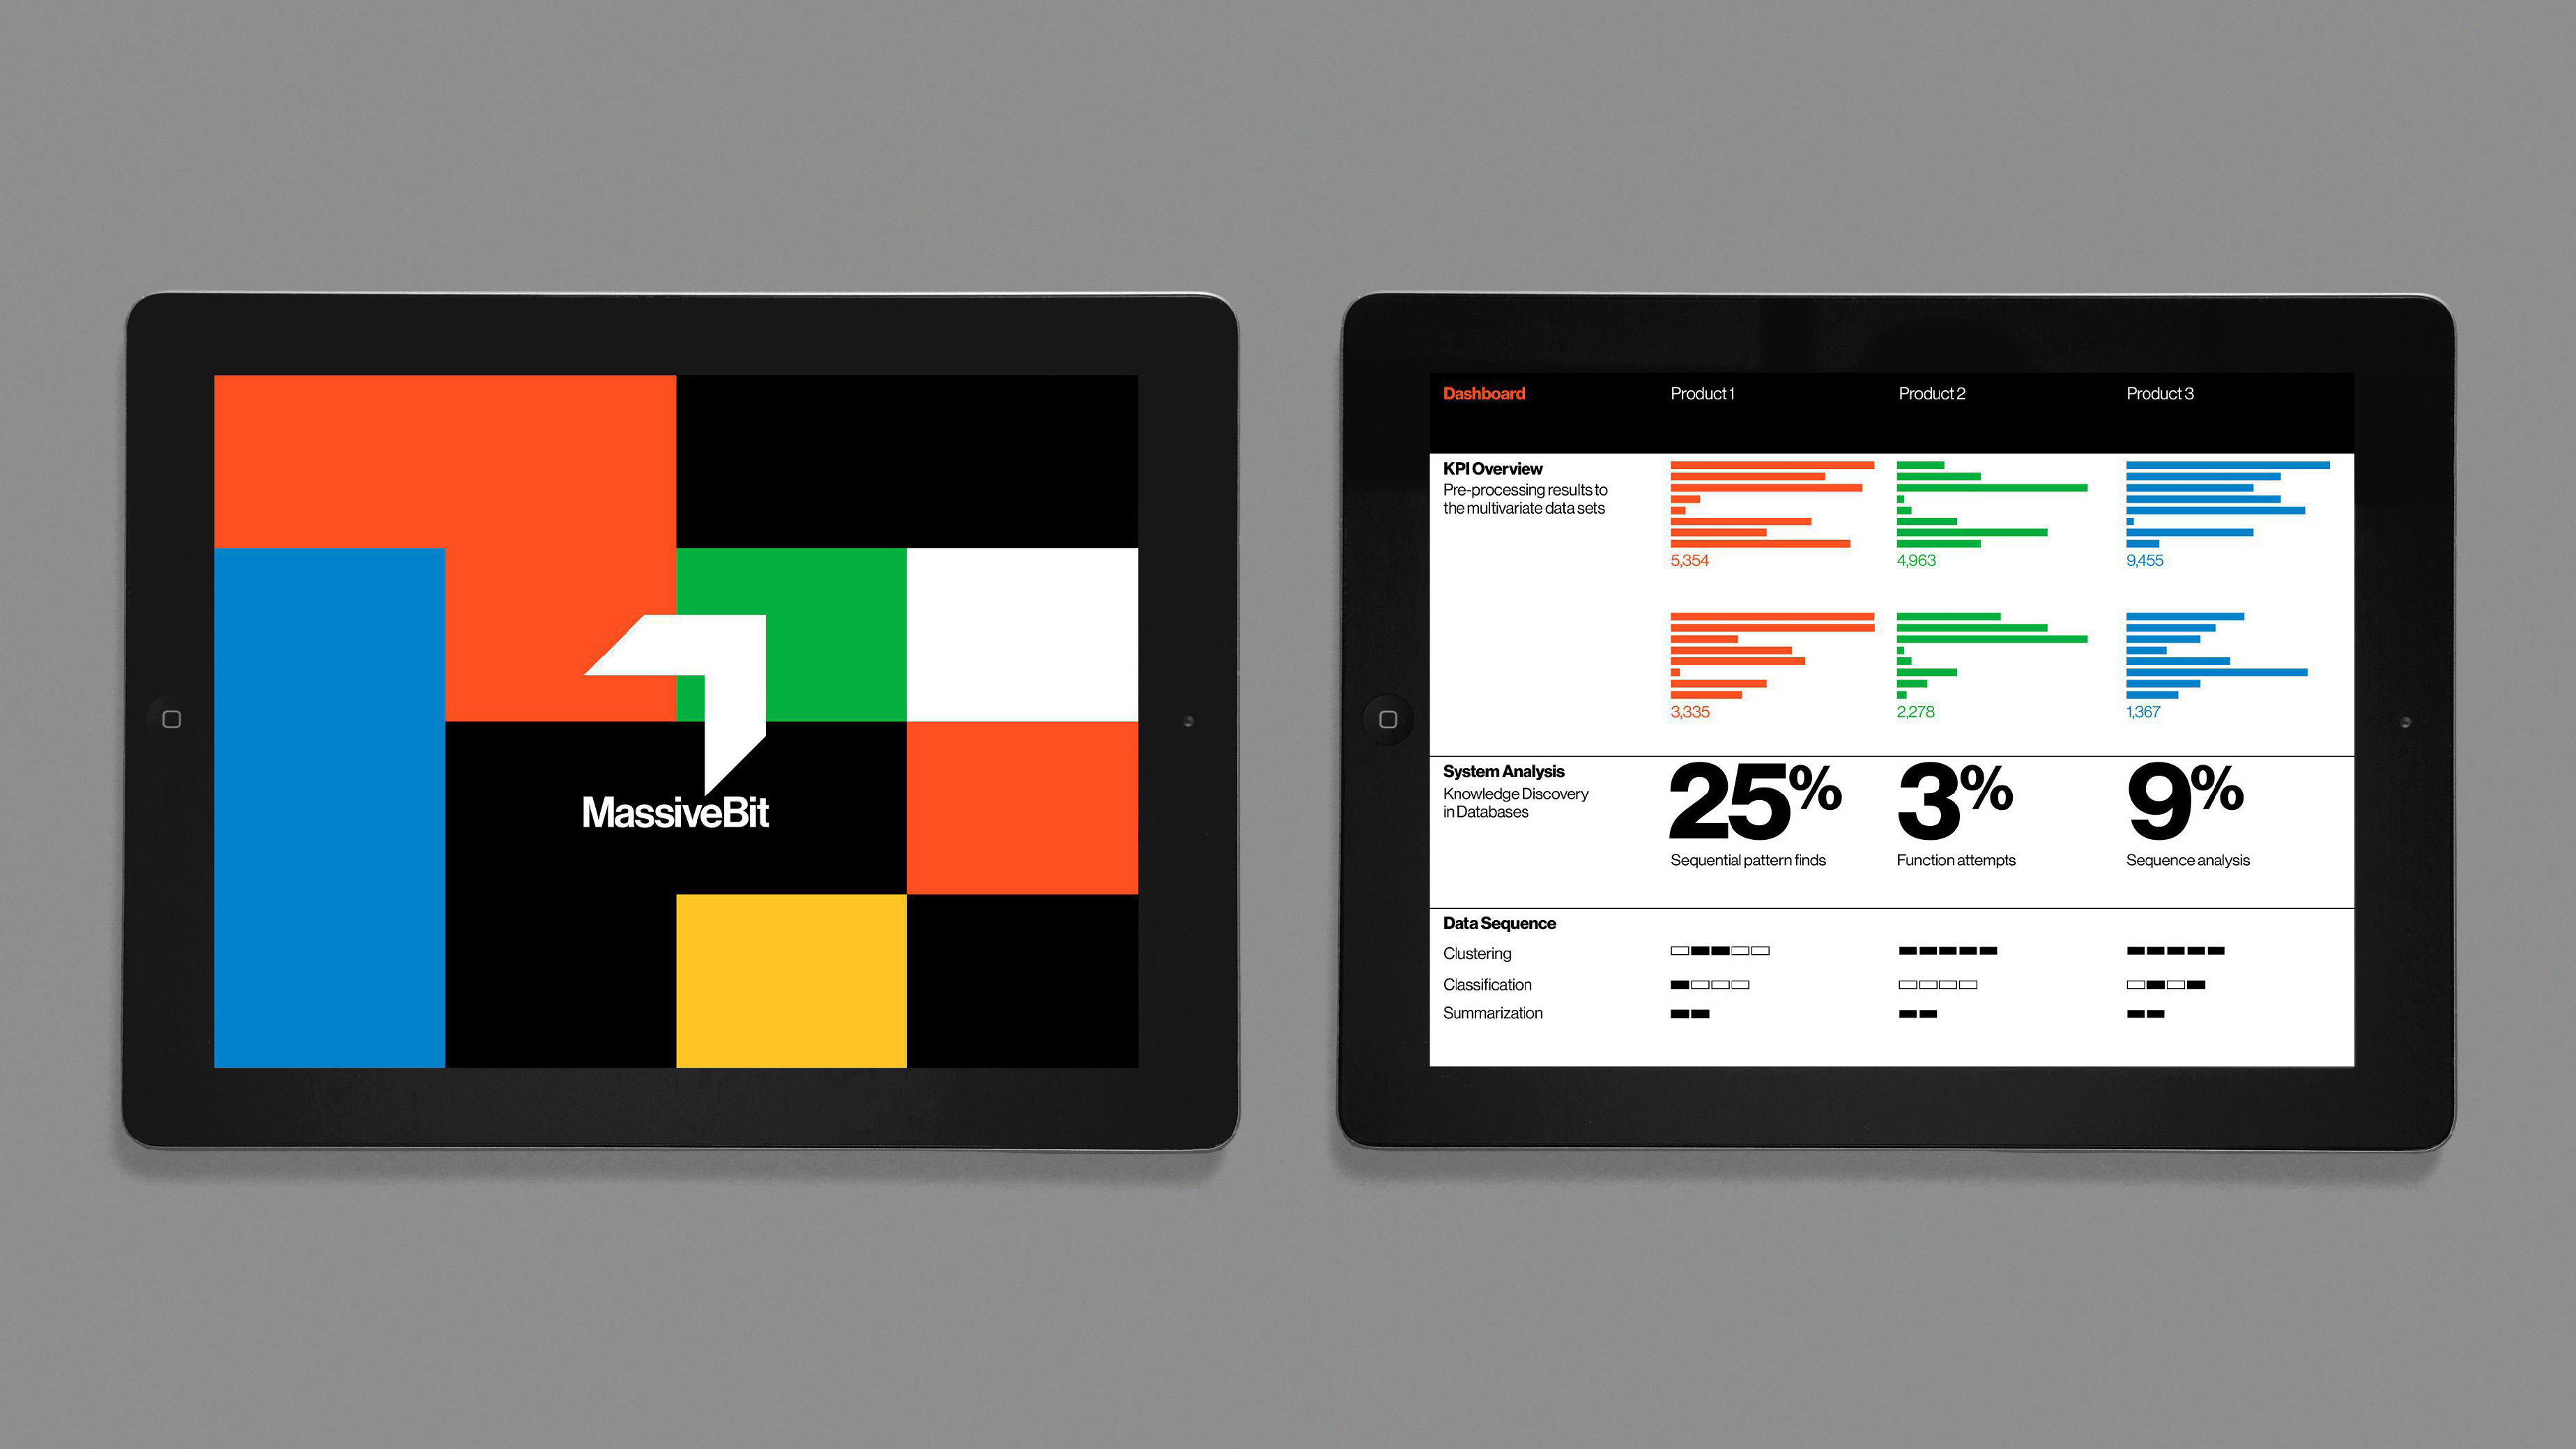 MassiveBit
Dashboard
Product 1
Product 2
Product 3
KPI Overview
Pre-processing results to
the multivariate data sets
5,354
4,963
9,455
3,335
2,278
1,367
System Analysis
Knowledge Discovery
in Databases
25%
Sequential pattern finds
3%
Function attempts
9%
Sequence analysis
Data Sequence
Clustering
Classification
Summarization